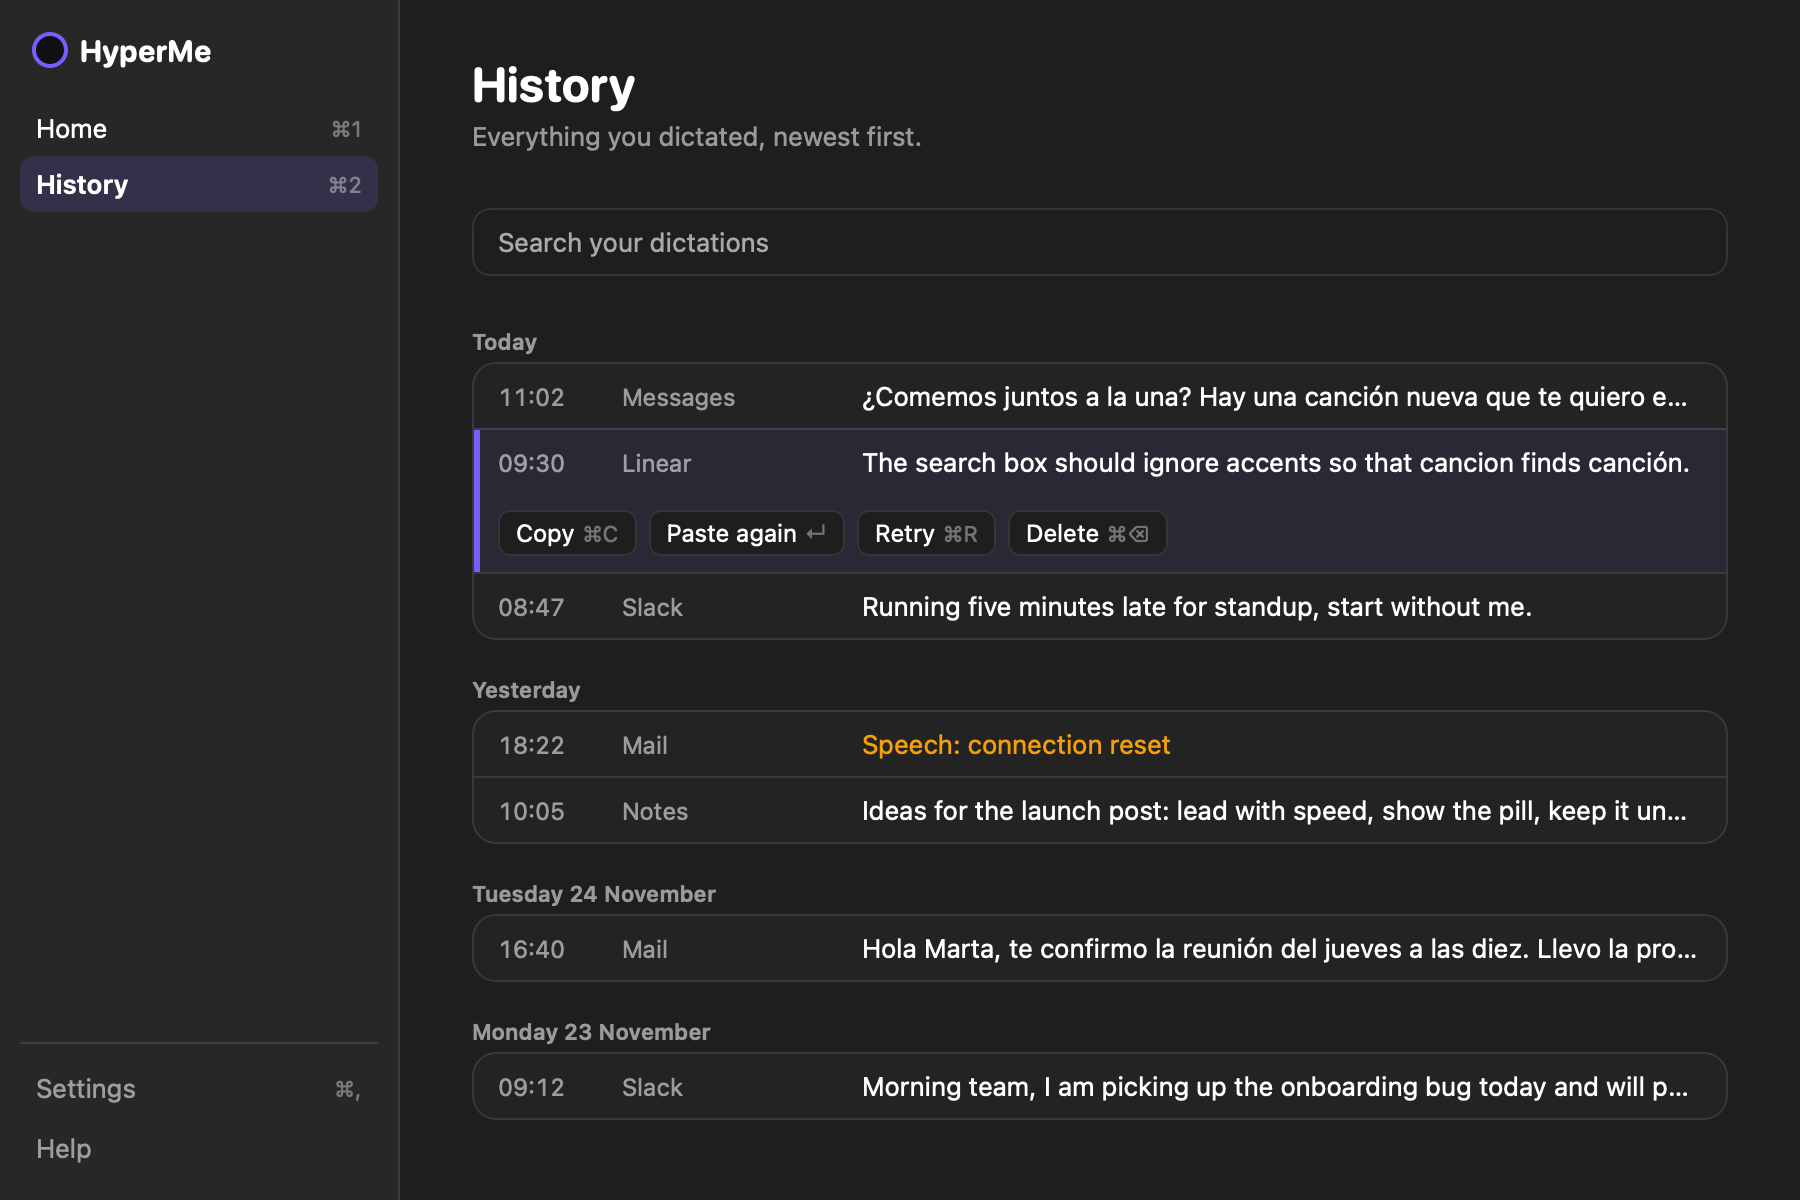 HyperMe
Home ⌘1
History ⌘2
Settings ⌘,
Help
History
Everything you dictated, newest first.
Search your dictations
Today
11:02 Messages ¿Comemos juntos a la una? Hay una canción nueva que te quiero e...
09:30 Linear The search box should ignore accents so that cancion finds canción.
Copy ⌘C Paste again ↵ Retry ⌘R Delete ⌘⌫
08:47 Slack Running five minutes late for standup, start without me.
Yesterday
18:22 Mail Speech: connection reset
10:05 Notes Ideas for the launch post: lead with speed, show the pill, keep it un...
Tuesday 24 November
16:40 Mail Hola Marta, te confirmo la reunión del jueves a las diez. Llevo la pro...
Monday 23 November
09:12 Slack Morning team, I am picking up the onboarding bug today and will p...